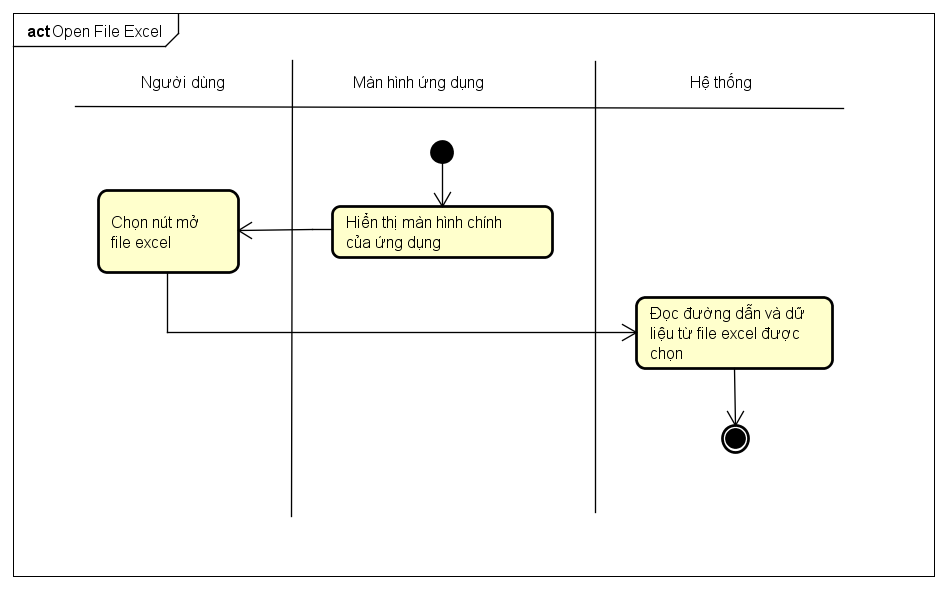 act Open File Excel
Người dùng
Màn hình ứng dụng
Hệ thống
Hiển thị màn hình chính
của ứng dụng
Chọn nút mở
file excel
Đọc đường dẫn và dữ
liệu từ file excel được
chọn